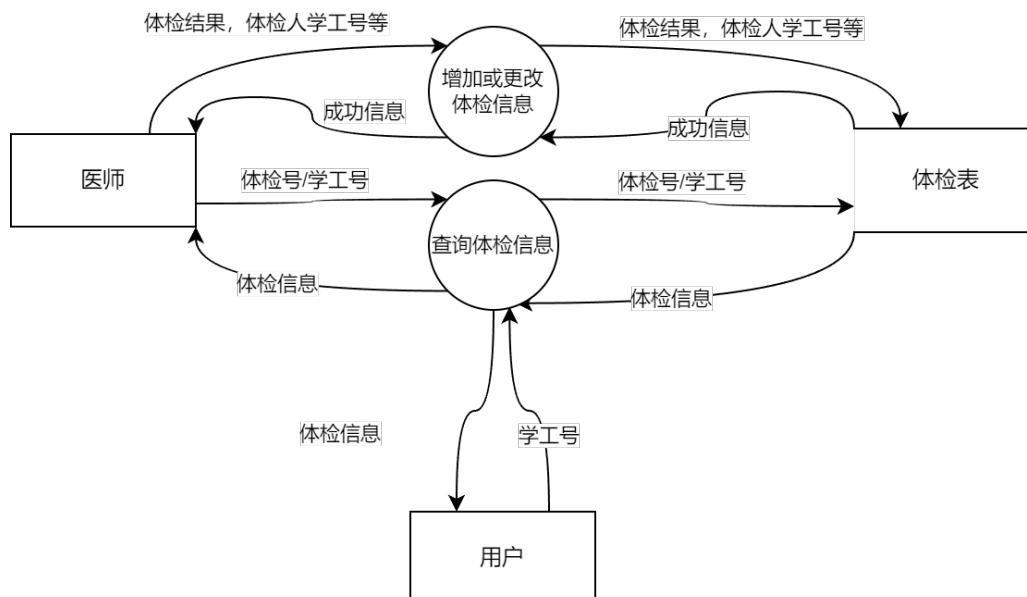 体检结果，体检人学工号等
体检结果，体检人学工号等
增加或更改
体检信息
成功信息
成功信息
医师
体检表
体检号/学工号
体检号/学工号
查询体检信息
体检信息
体检信息
体检信息
学工号
用户